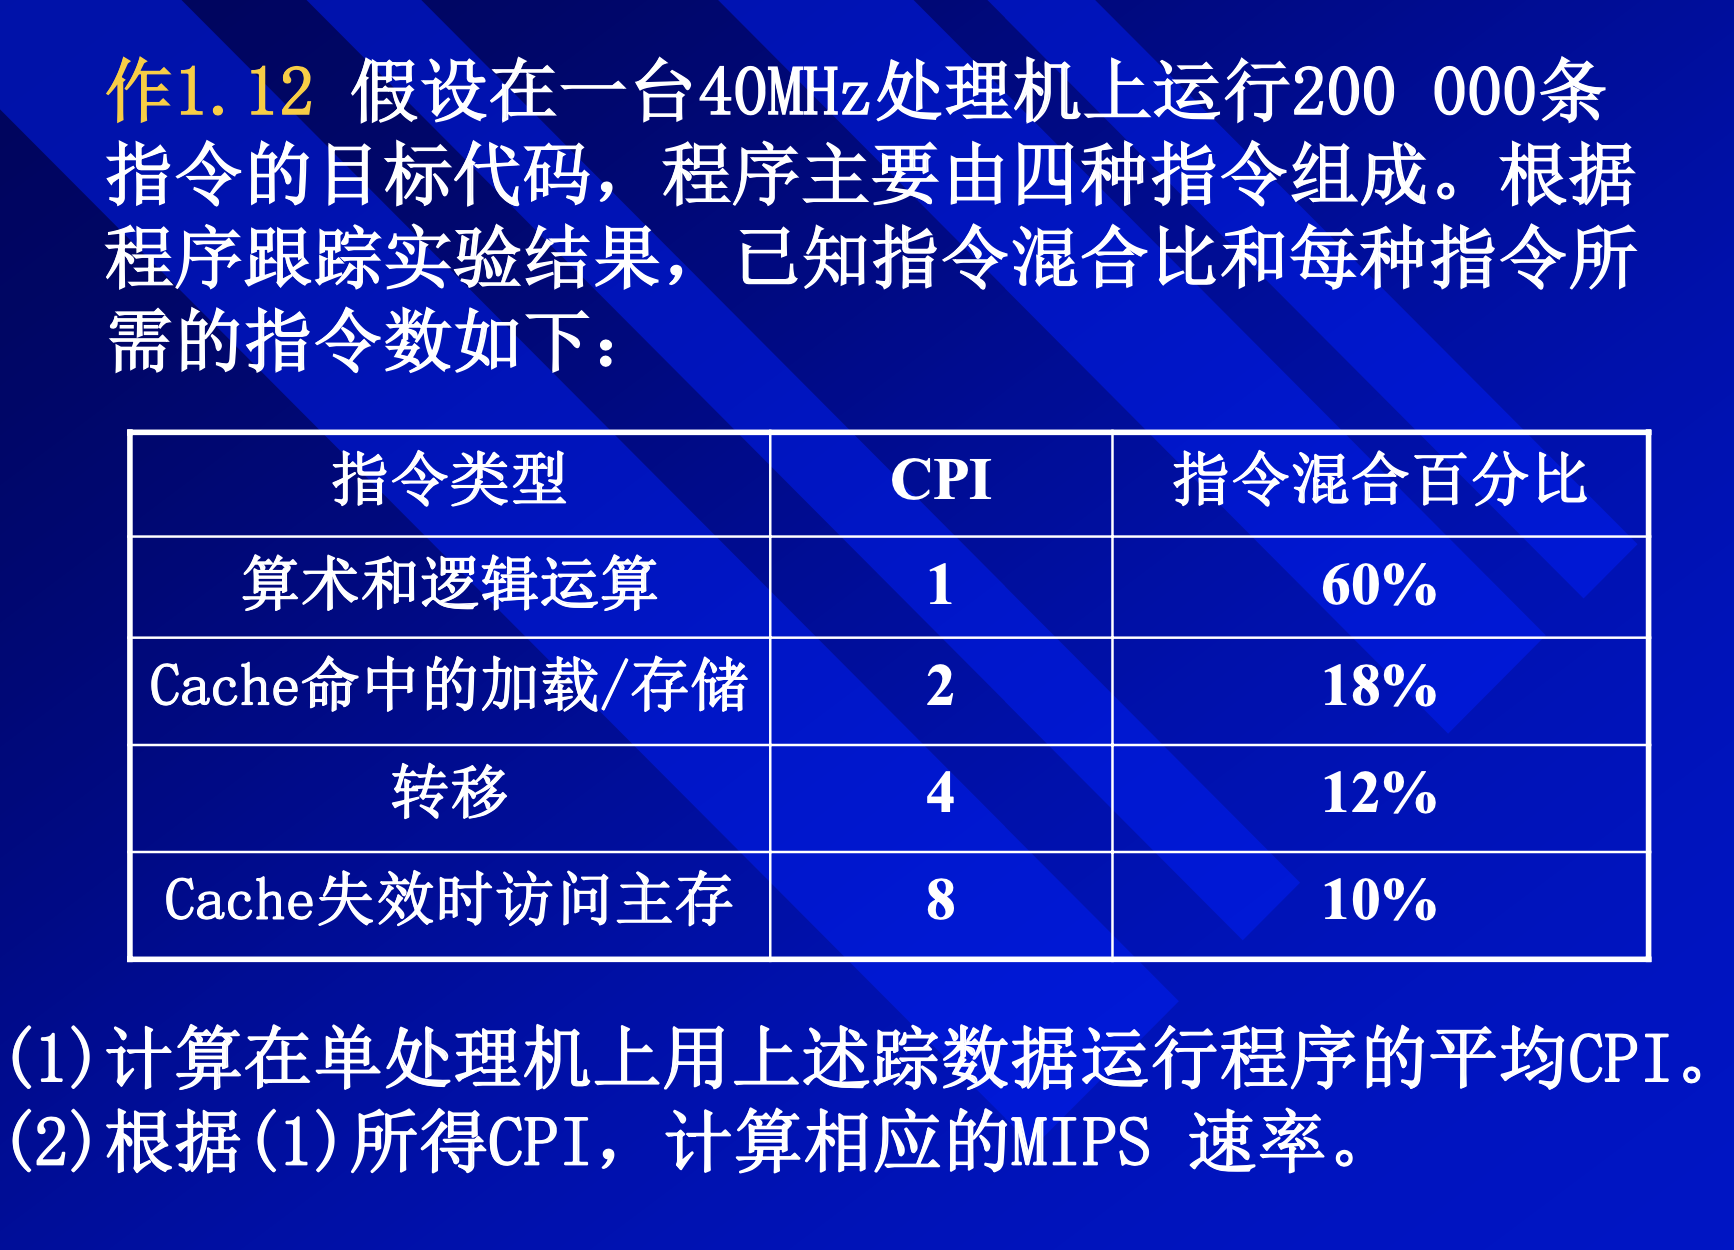 作1.12 假设在一台40MHz处理机上运行200 000条
指令的目标代码，程序主要由四种指令组成。根据
程序跟踪实验结果，已知指令混合比和每种指令所
需的指令数如下：
指令类型 CPI 指令混合百分比
算术和逻辑运算 1 60%
Cache命中的加载/存储 2 18%
转移 4 12%
Cache失效时访问主存 8 10%
(1)计算在单处理机上用上述踪数据运行程序的平均CPI。
(2)根据(1)所得CPI，计算相应的MIPS 速率。